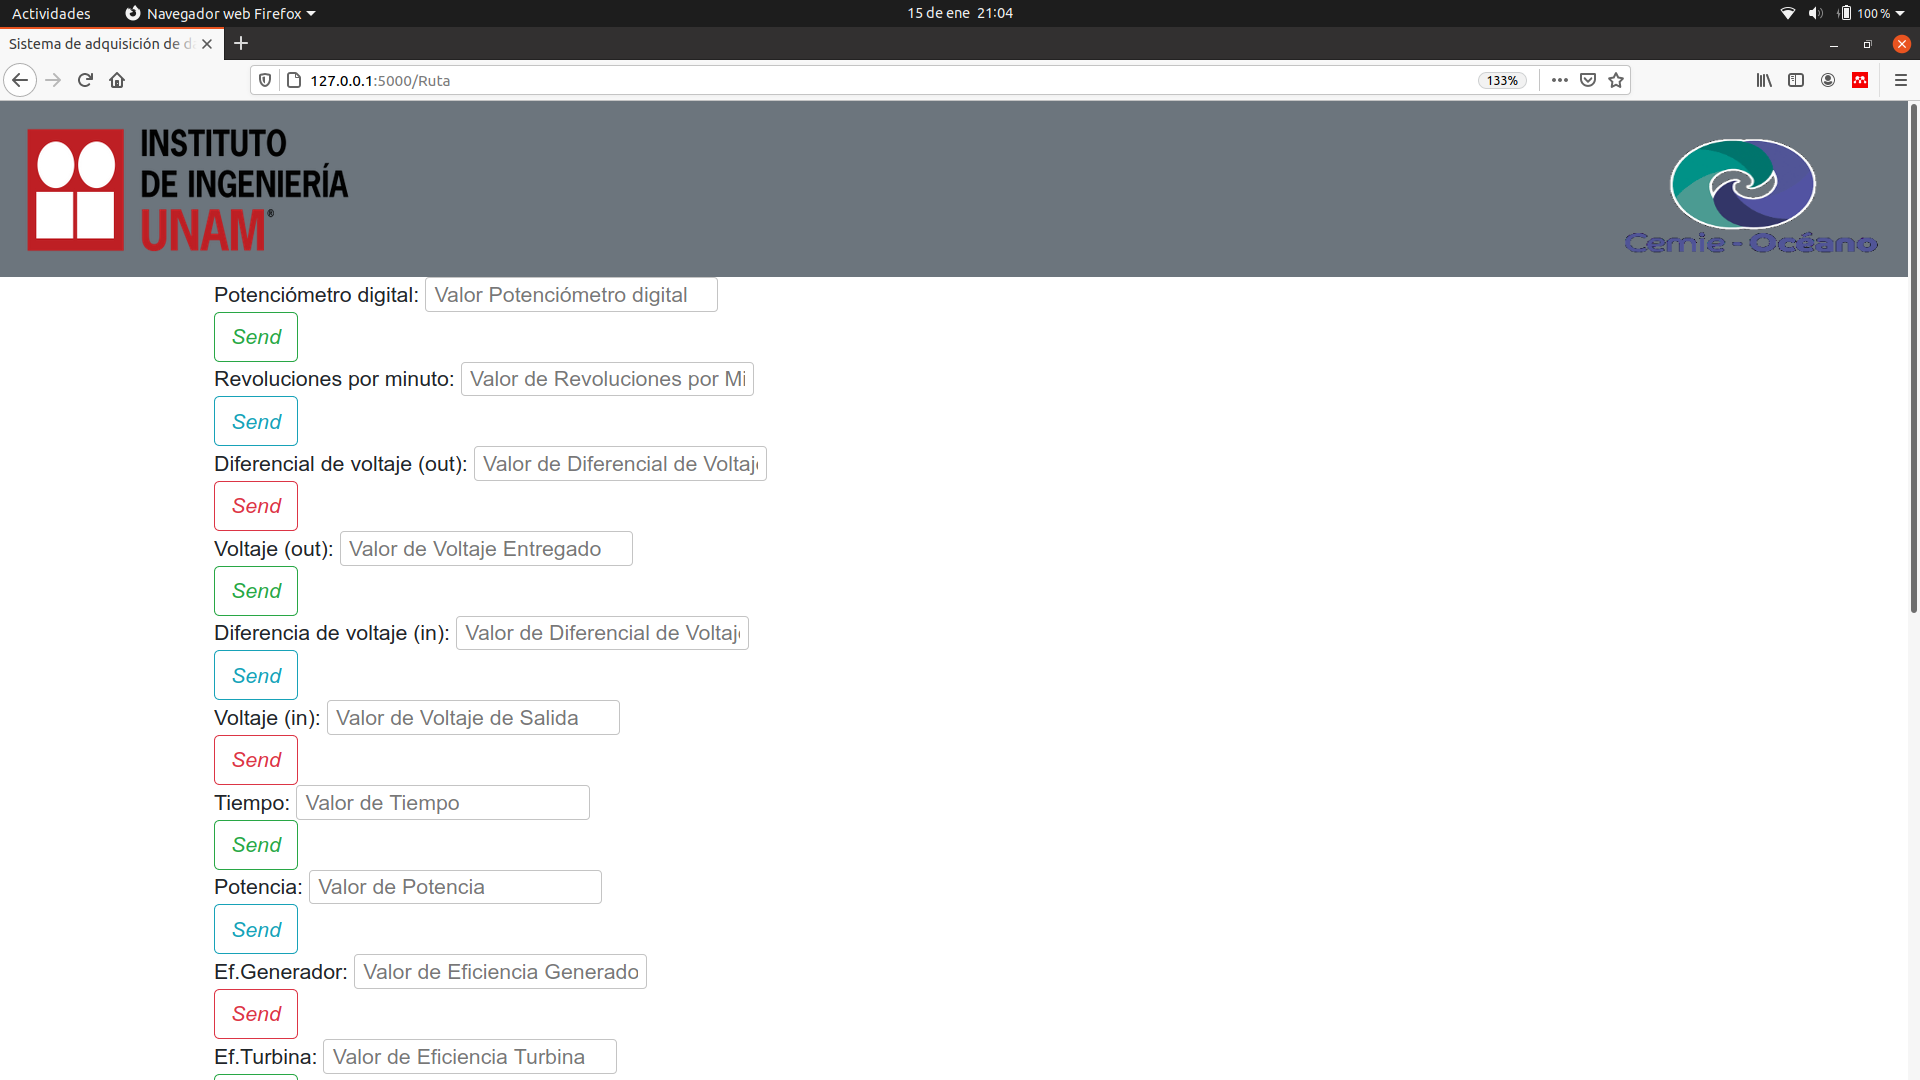 Actividades Navegador web Firefox 15 de ene 21:04 100 %
Sistema de adquisición de d
127.0.0.1:5000/Ruta 133%
INSTITUTO
DE INGENIERÍA
UNAM®
Cemie - Océano
Potenciómetro digital: Valor Potenciómetro digital
Send
Revoluciones por minuto: Valor de Revoluciones por Mi
Send
Diferencial de voltaje (out): Valor de Diferencial de Voltaje
Send
Voltaje (out): Valor de Voltaje Entregado
Send
Diferencia de voltaje (in): Valor de Diferencial de Voltaje
Send
Voltaje (in): Valor de Voltaje de Salida
Send
Tiempo: Valor de Tiempo
Send
Potencia: Valor de Potencia
Send
Ef.Generador: Valor de Eficiencia Generado
Send
Ef.Turbina: Valor de Eficiencia Turbina